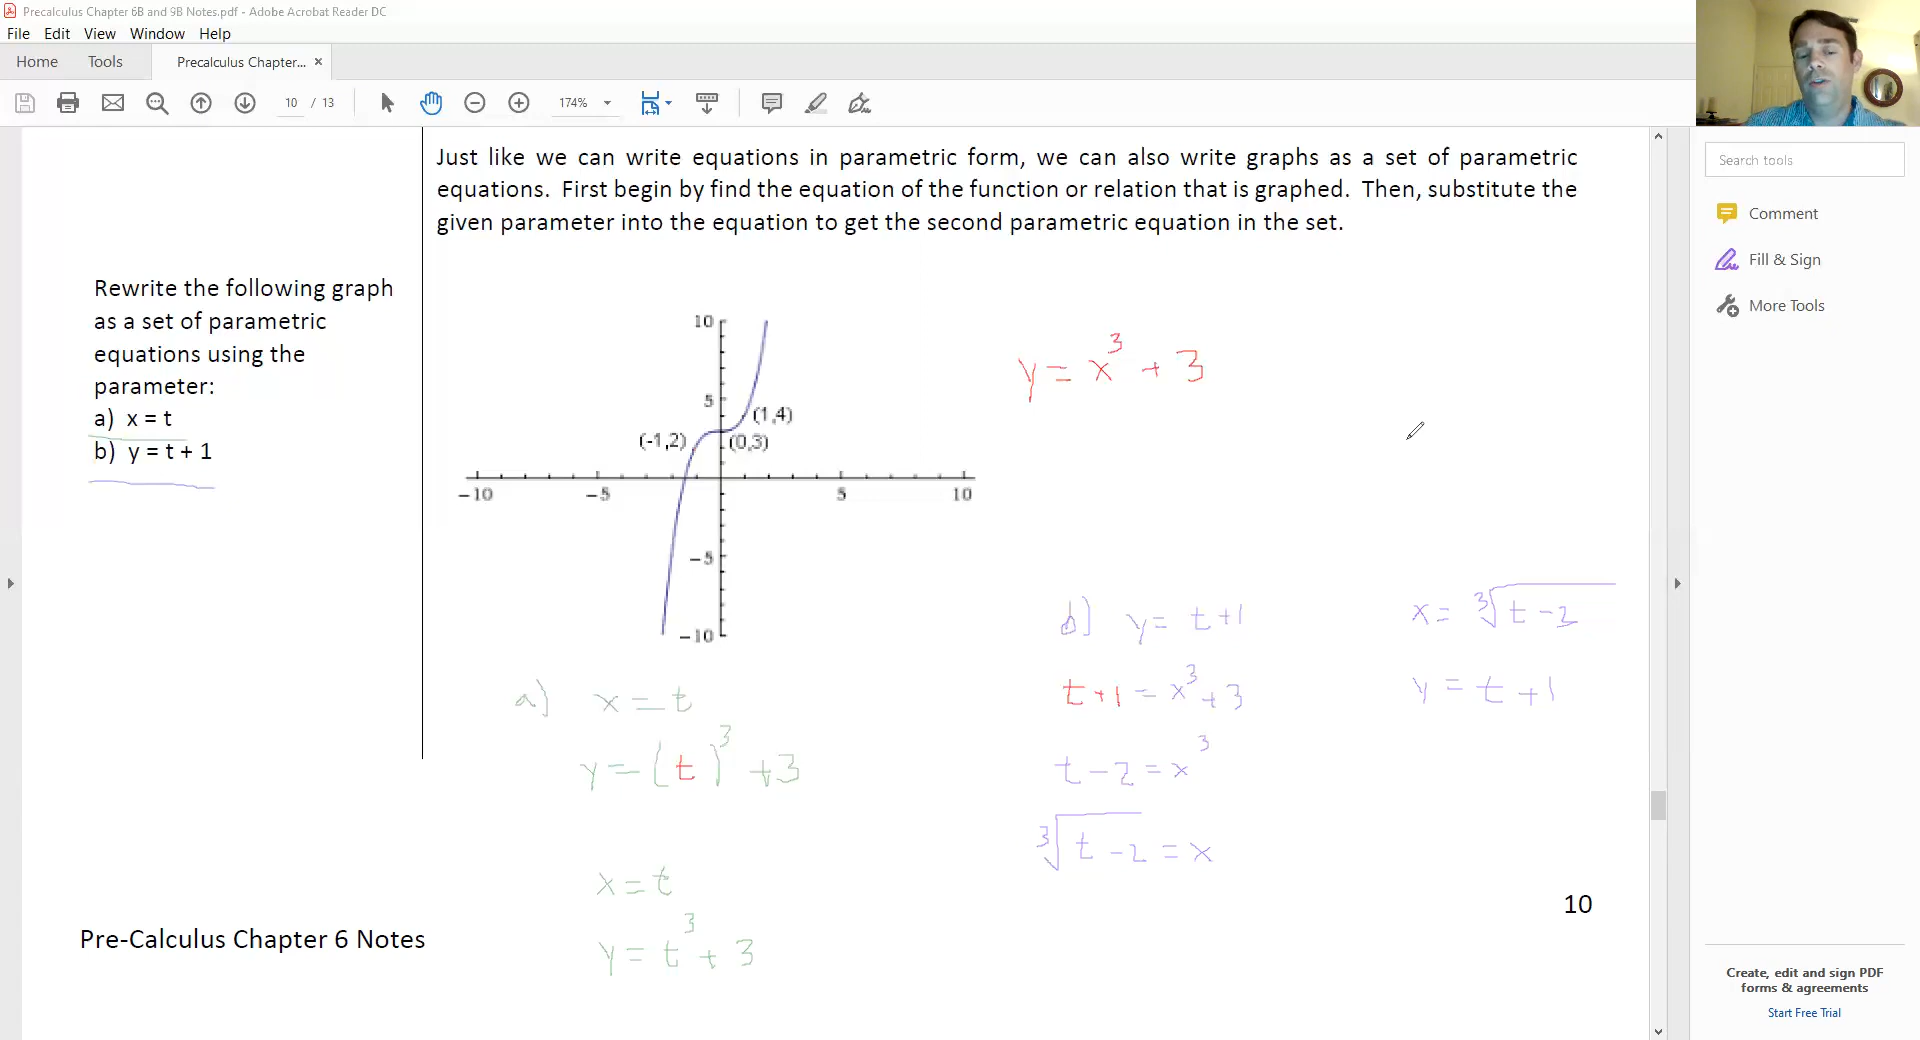 Precalculus Chapter 6B and 9B Notes.pdf - Adobe Acrobat Reader DC
File Edit View Window Help
Home Tools Precalculus Chapter... ×
10 / 13 174%
Search tools
Comment
Fill & Sign
More Tools
Just like we can write equations in parametric form, we can also write graphs as a set of parametric
equations. First begin by find the equation of the function or relation that is graphed. Then, substitute the
given parameter into the equation to get the second parametric equation in the set.
Rewrite the following graph
as a set of parametric
equations using the
parameter:
a) x = t
b) y = t + 1
10
5
(1,4)
(-1,2) (0,3)
−10 −5 5 10
−5
−10
y = x³ + 3
a) x = t
y = (t)³ + 3
x = t
y = t³ + 3
b) y = t+1
t+1 = x³ + 3
t − 2 = x³
∛(t − 2) = x
x = ∛(t − 2)
y = t + 1
10
Pre-Calculus Chapter 6 Notes
Create, edit and sign PDF
forms & agreements
Start Free Trial